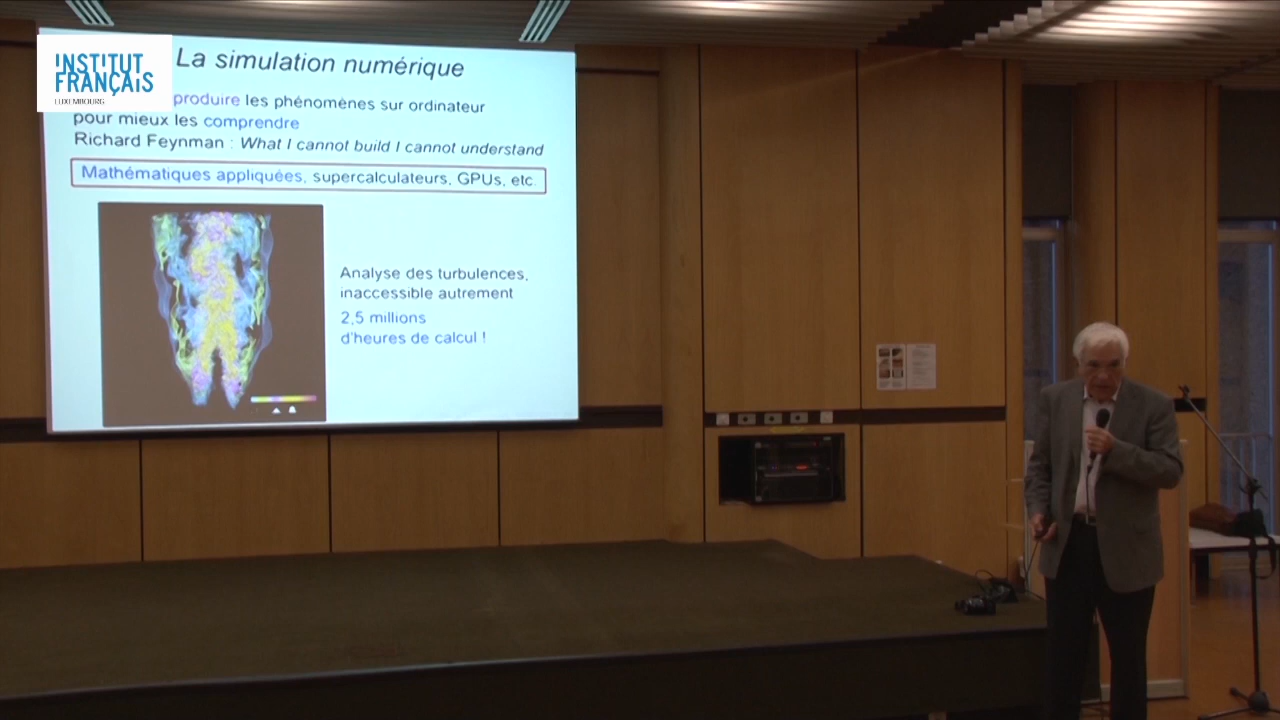 INSTITUT
FRANÇAIS
LUXEMBOURG
La simulation numérique
produire les phénomènes sur ordinateur
pour mieux les comprendre
Richard Feynman : What I cannot build I cannot understand
Mathématiques appliquées, supercalculateurs, GPUs, etc.
Analyse des turbulences,
inaccessible autrement
2,5 millions
d'heures de calcul !